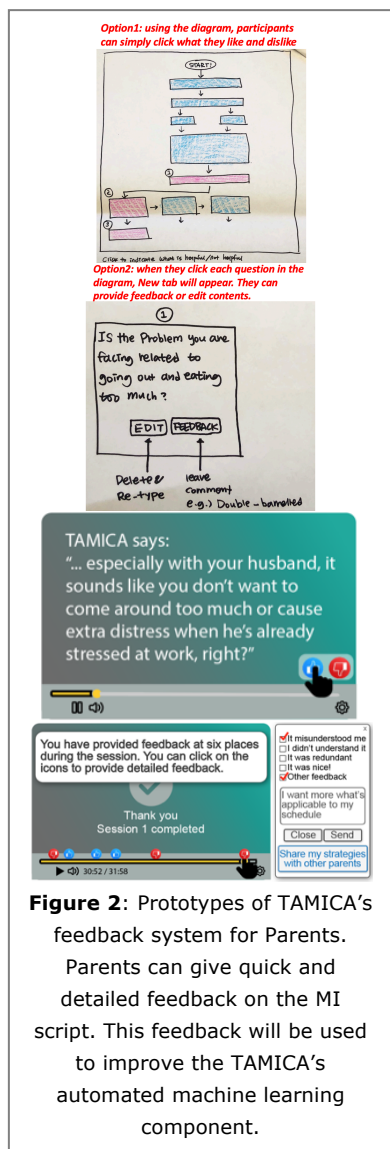 Option1: using the diagram, participants
can simply click what they like and dislike
START!
①
②
③
Click to indicate what is helpful/not helpful
Option2: when they click each question in the
diagram, New tab will appear. They can
provide feedback or edit contents.
①
Is the Problem you are
facing related to
going out and eating
too much?
EDIT FEEDBACK
Delete & leave
Re-type comment
e.g.) Double-barrelled
TAMICA says:
“... especially with your husband, it
sounds like you don’t want to
come around too much or cause
extra distress when he’s already
stressed at work, right?”
You have provided feedback at six places
during the session. You can click on the
icons to provide detailed feedback.
Thank you
Session 1 completed
30:52 / 31:58
x
It misunderstood me
I didn’t understand it
It was redundant
It was nice!
Other feedback
I want more what’s
applicable to my
schedule
Close Send
Share my strategies
with other parents
Figure 2: Prototypes of TAMICA’s
feedback system for Parents.
Parents can give quick and
detailed feedback on the MI
script. This feedback will be used
to improve the TAMICA’s
automated machine learning
component.